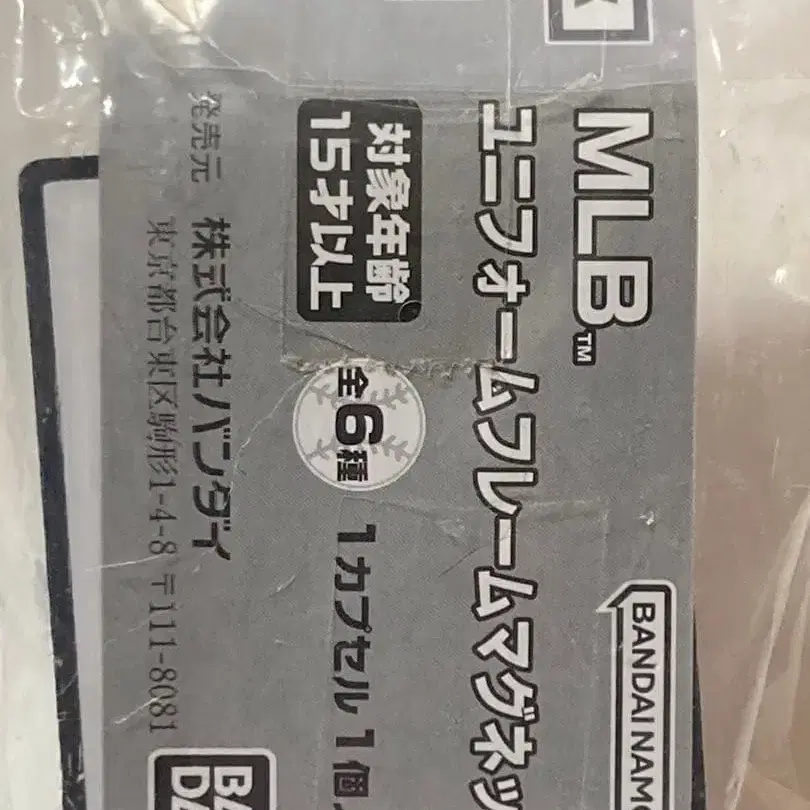 MLB™
ユニフォームフレームマグネッ
対象年齢
15才以上
全6種
1カプセル1個
発売元
株式会社バンダイ
東京都台東区駒形1-4-8 〒111-8081
BANDAI NAMC
BA
DA